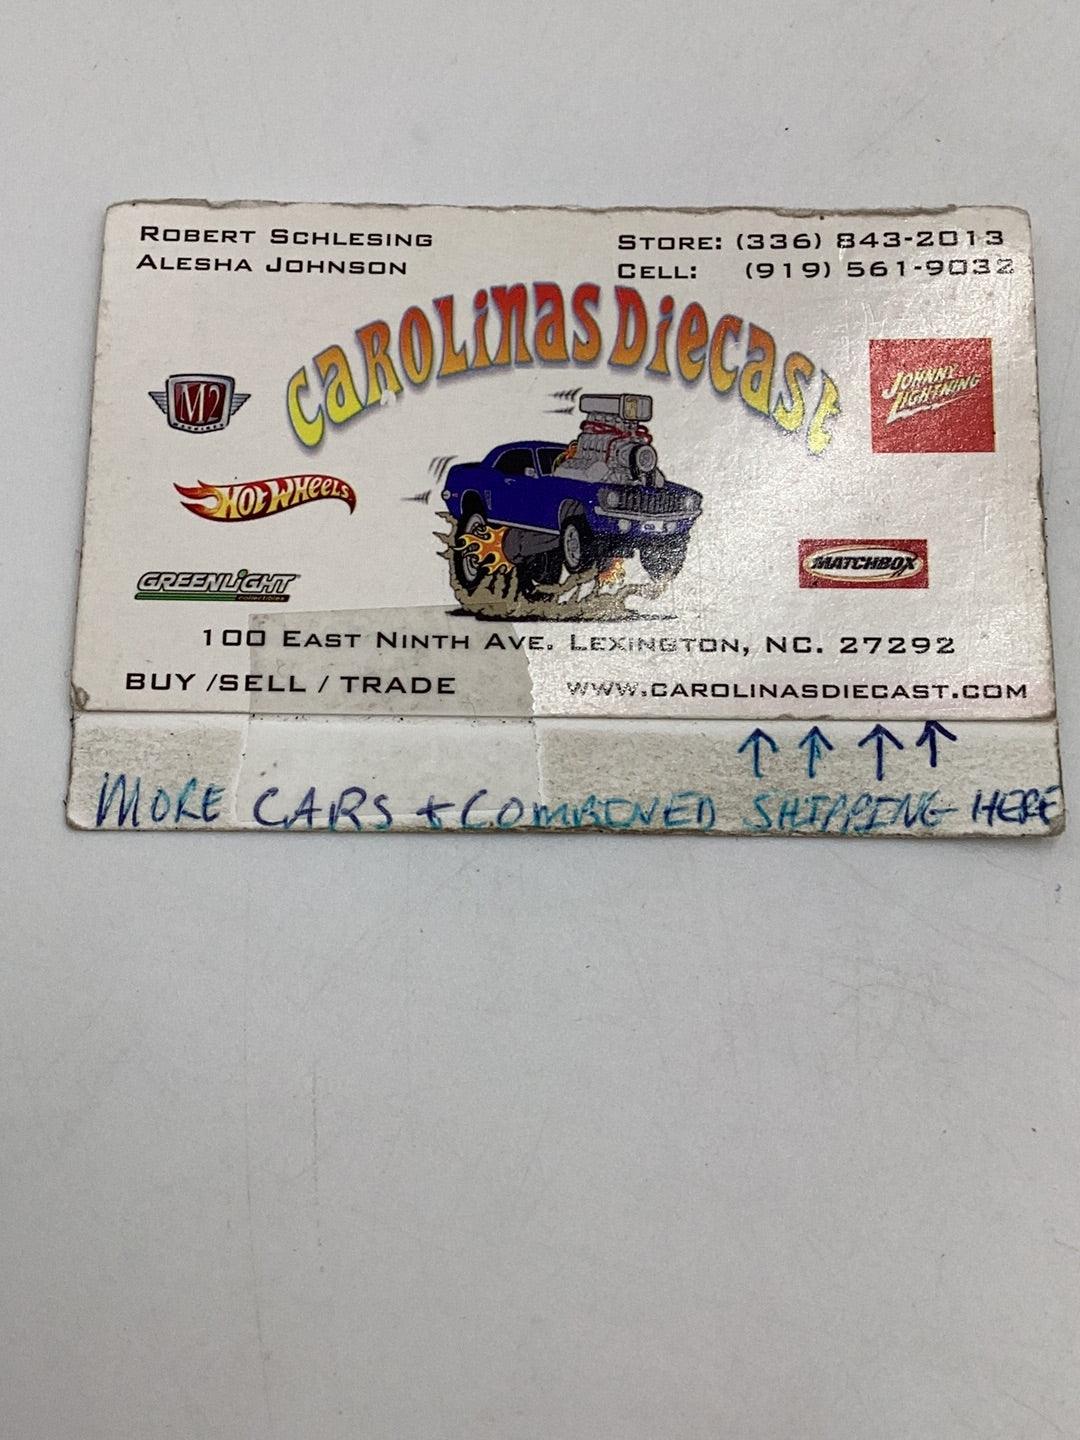 ROBERT SCHLESING
ALESHA JOHNSON
STORE: (336) 843-2013
CELL: (919) 561-9032
CAROLINAS DIECAST
M2
MACHINES
JOHNNY
LIGHTNING
HOT WHEELS
MATCHBOX
GREENLIGHT
collectibles
100 EAST NINTH AVE. LEXINGTON, NC. 27292
BUY /SELL / TRADE
WWW.CAROLINASDIECAST.COM
MORE CARS + COMBINED SHIPPING HERE